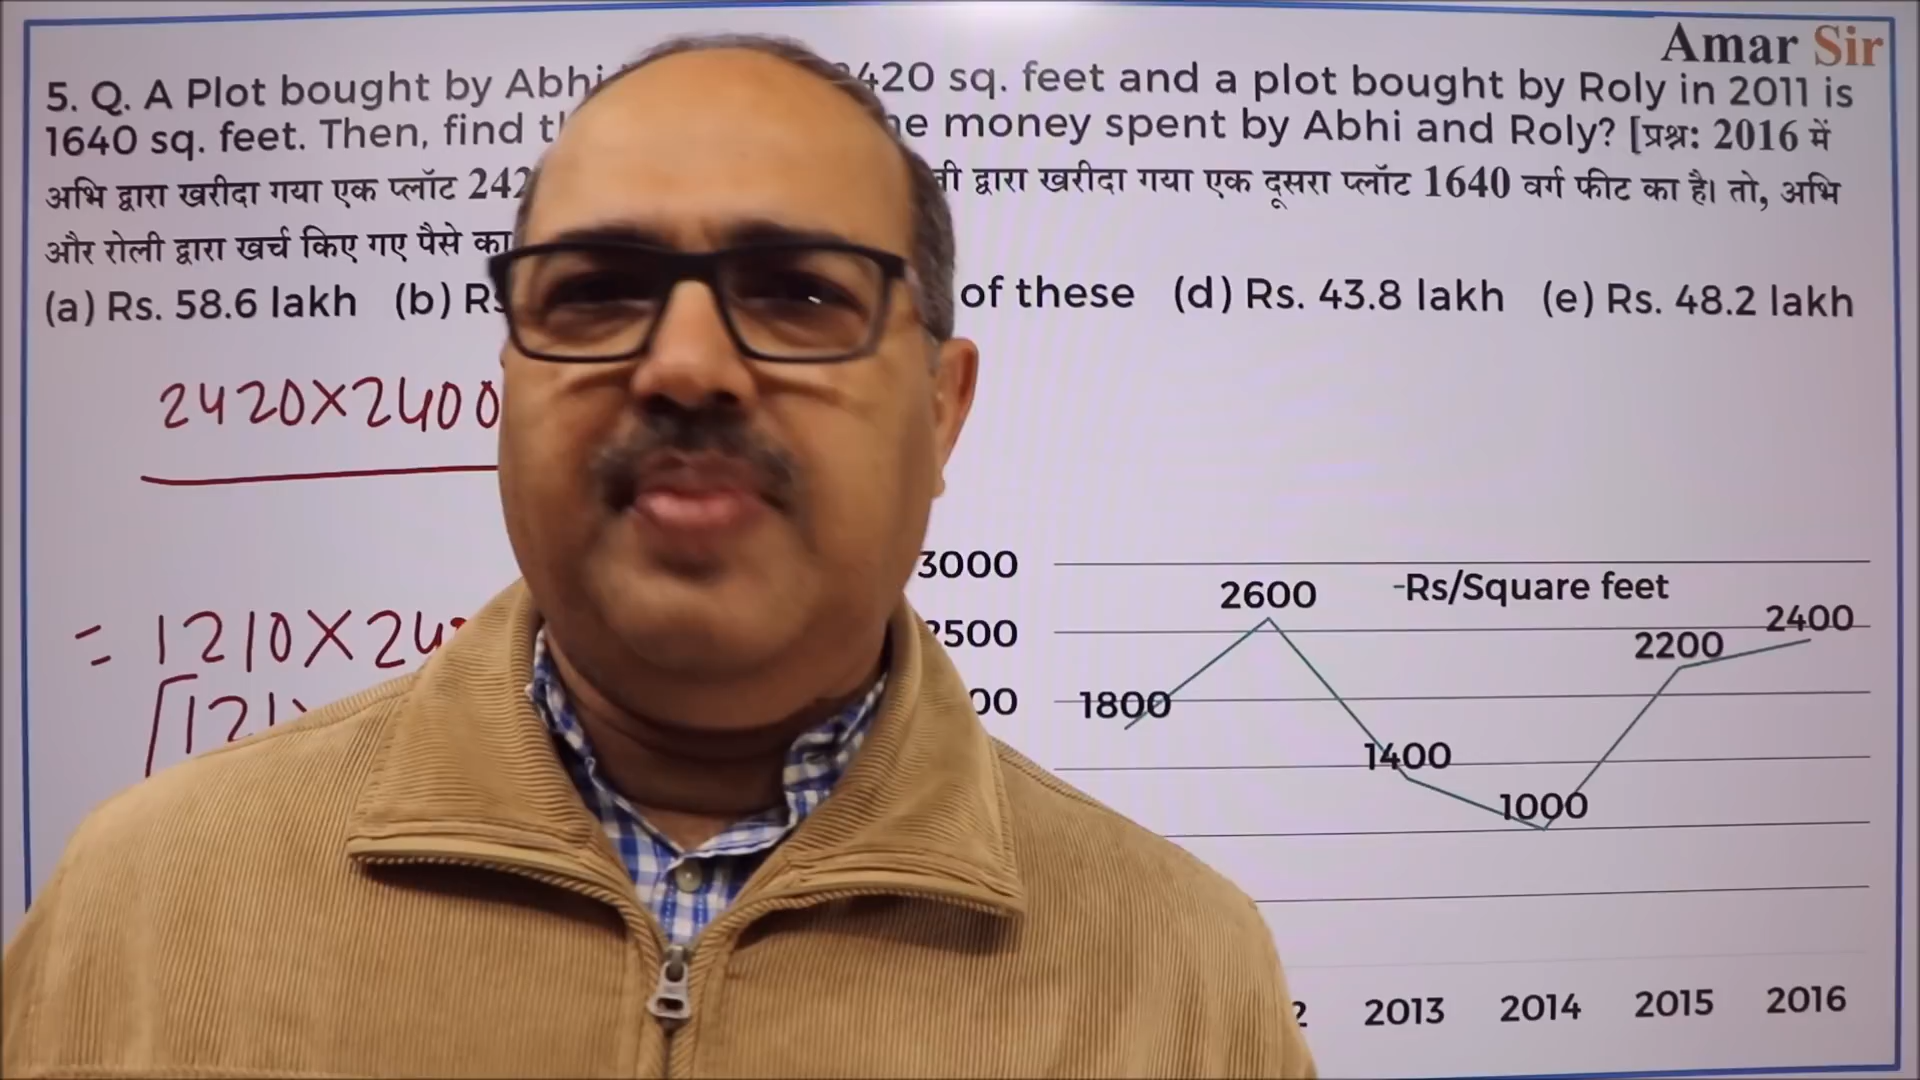 Amar Sir
5. Q. A Plot bought by Abhi 420 sq. feet and a plot bought by Roly in 2011 is
1640 sq. feet. Then, find money spent by Abhi and Roly? [प्रश्न: 2016 में
अभि द्वारा खरीदा गया एक प्लॉट 242 द्वारा खरीदा गया एक दूसरा प्लॉट 1640 वर्ग फीट का है। तो, अभि
और रोली द्वारा खर्च किए गए पैसे का
(a) Rs. 58.6 lakh (b) of these (d) Rs. 43.8 lakh (e) Rs. 48.2 lakh
2420×2400
= 1210×24
121
3000
-Rs/Square feet
2600
2400
500
2200
00
1800
1400
1000
2 2013 2014 2015 2016